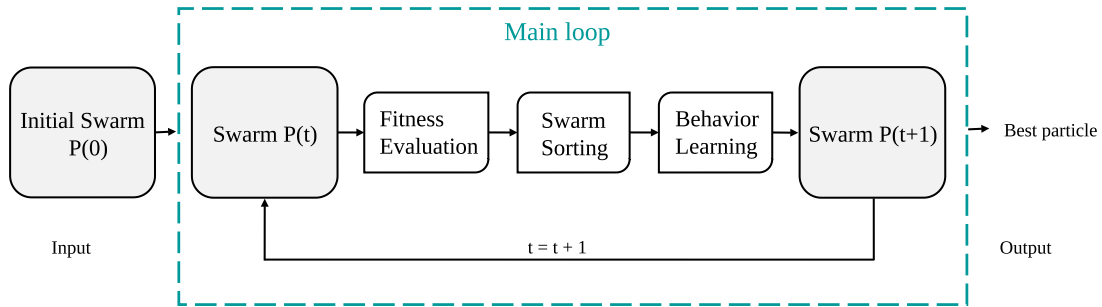 Main loop
Initial Swarm
P(0)
Swarm P(t)
Fitness
Evaluation
Swarm
Sorting
Behavior
Learning
Swarm P(t+1)
Best particle
Input
t = t + 1
Output